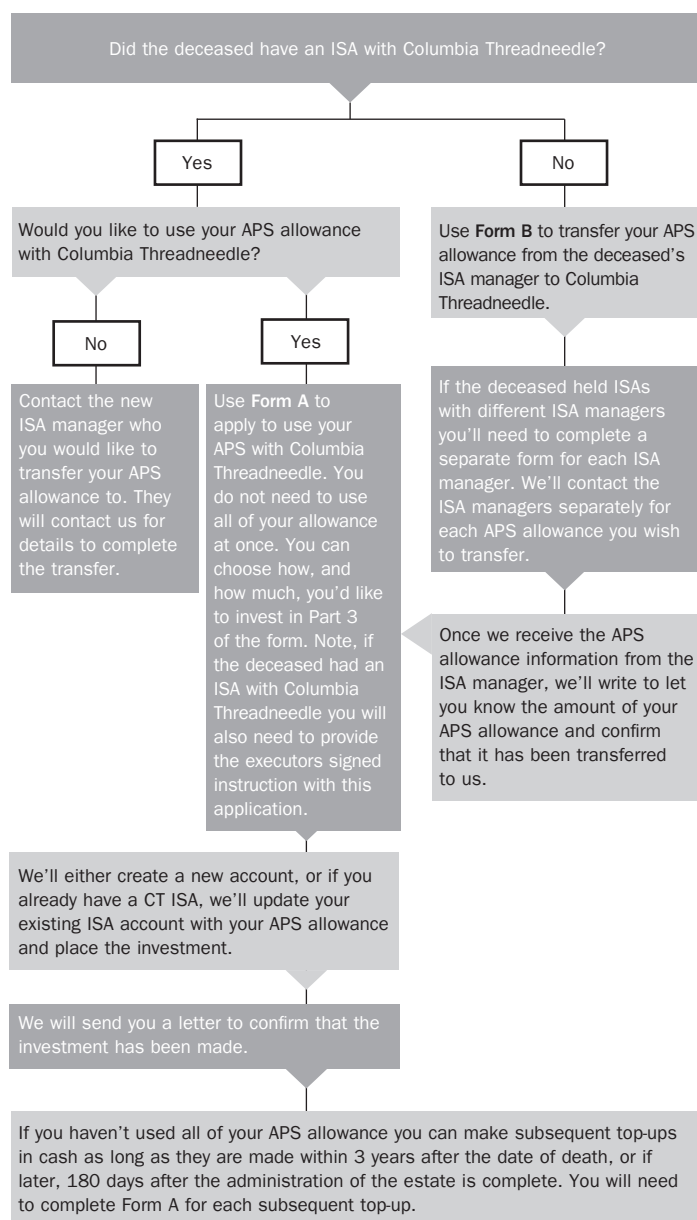 Did the deceased have an ISA with Columbia Threadneedle?
Yes
No
Would you like to use your APS allowance
with Columbia Threadneedle?
Use Form B to transfer your APS
allowance from the deceased’s
ISA manager to Columbia
Threadneedle.
No
Yes
Contact the new
ISA manager who
you would like to
transfer your APS
allowance to. They
will contact us for
details to complete
the transfer.
Use Form A to
apply to use your
APS with Columbia
Threadneedle. You
do not need to use
all of your allowance
at once. You can
choose how, and
how much, you’d like
to invest in Part 3
of the form. Note, if
the deceased had an
ISA with Columbia
Threadneedle you will
also need to provide
the executors signed
instruction with this
application.
If the deceased held ISAs
with different ISA managers
you’ll need to complete a
separate form for each ISA
manager. We’ll contact the
ISA managers separately for
each APS allowance you wish
to transfer.
Once we receive the APS
allowance information from the
ISA manager, we’ll write to let
you know the amount of your
APS allowance and confirm
that it has been transferred
to us.
We’ll either create a new account, or if you
already have a CT ISA, we’ll update your
existing ISA account with your APS allowance
and place the investment.
We will send you a letter to confirm that the
investment has been made.
If you haven’t used all of your APS allowance you can make subsequent top-ups
in cash as long as they are made within 3 years after the date of death, or if
later, 180 days after the administration of the estate is complete. You will need
to complete Form A for each subsequent top-up.